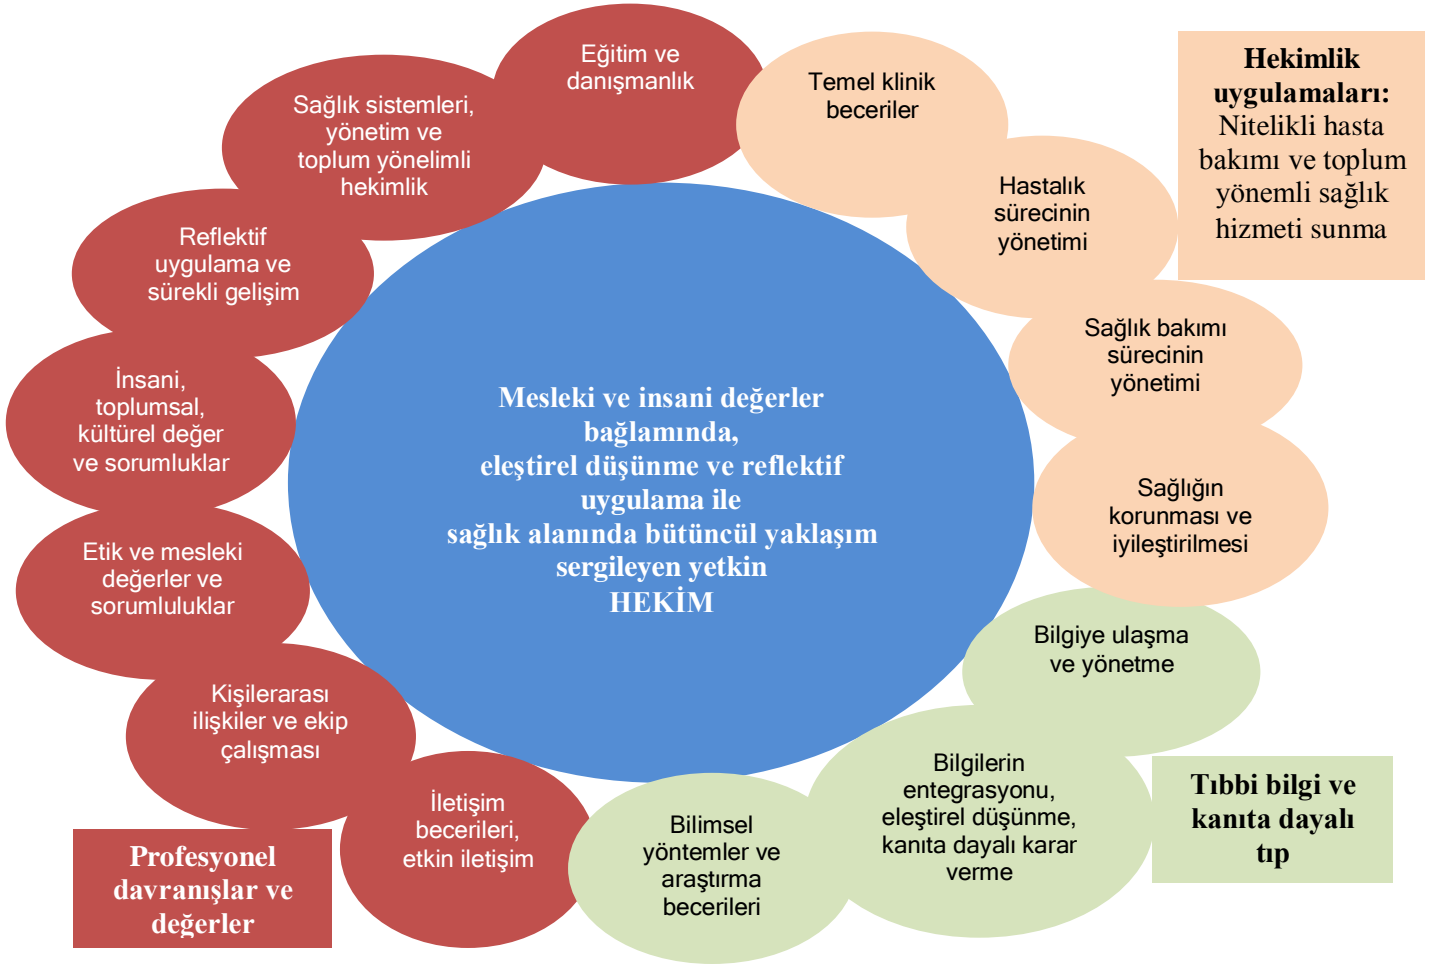 Eğitim ve
danışmanlık
Temel klinik
beceriler
Hekimlik
uygulamaları:
Nitelikli hasta
bakımı ve toplum
yönemli sağlık
hizmeti sunma
Sağlık sistemleri,
yönetim ve
toplum yönelimli
hekimlik
Hastalık
sürecinin
yönetimi
Reflektif
uygulama ve
sürekli gelişim
Sağlık bakımı
sürecinin
yönetimi
İnsani,
toplumsal,
kültürel değer
ve sorumluklar
Mesleki ve insani değerler
bağlamında,
eleştirel düşünme ve reflektif
uygulama ile
sağlık alanında bütüncül yaklaşım
sergileyen yetkin
HEKİM
Sağlığın
korunması ve
iyileştirilmesi
Etik ve mesleki
değerler ve
sorumluluklar
Bilgiye ulaşma
ve yönetme
Kişilerarası
ilişkiler ve ekip
çalışması
Bilgilerin
entegrasyonu,
eleştirel düşünme,
kanıta dayalı karar
verme
Tıbbi bilgi ve
kanıta dayalı
tıp
İletişim
becerileri,
etkin iletişim
Bilimsel
yöntemler ve
araştırma
becerileri
Profesyonel
davranışlar ve
değerler